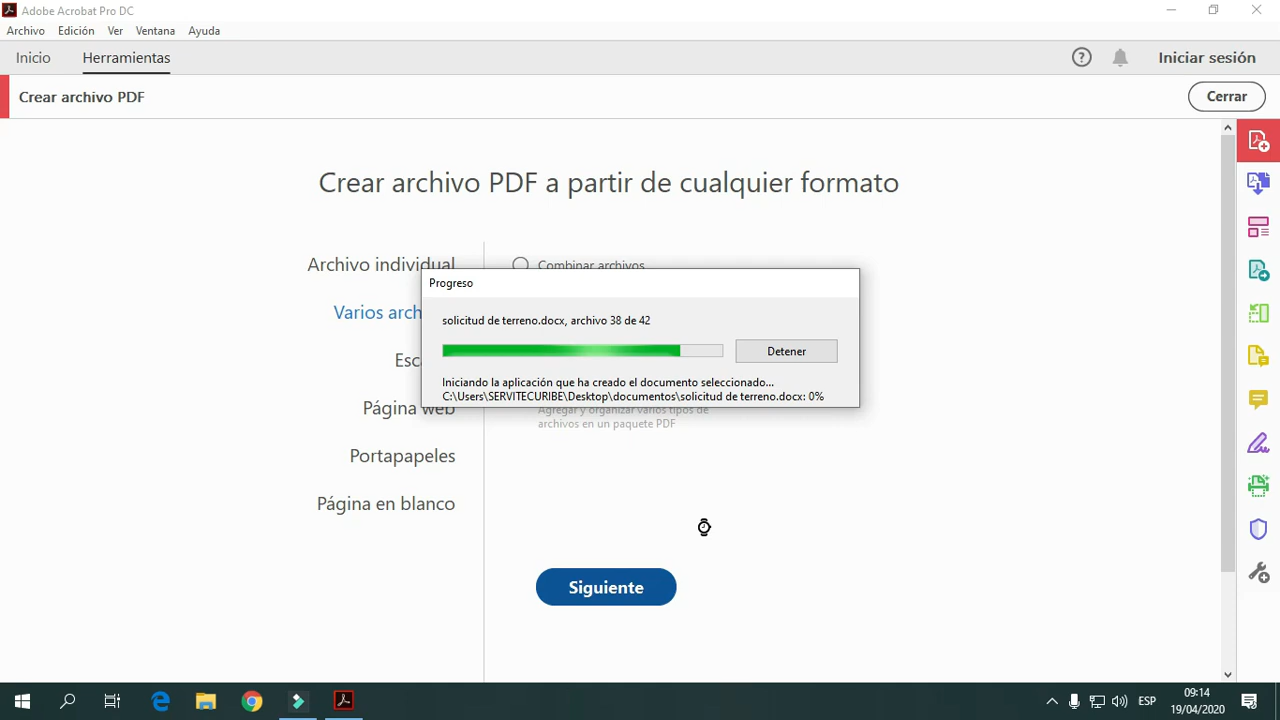 Adobe Acrobat Pro DC
Archivo Edición Ver Ventana Ayuda
Inicio Herramientas Iniciar sesión
Crear archivo PDF Cerrar
Crear archivo PDF a partir de cualquier formato
Archivo individual
Combinar archivos
Varios arch
Progreso
solicitud de terreno.docx, archivo 38 de 42
Detener
Iniciando la aplicación que ha creado el documento seleccionado...
C:\Users\SERVITECURIBE\Desktop\documentos\solicitud de terreno.docx: 0%
Esc
Página web
Agregar y organizar varios tipos de
archivos en un paquete PDF
Portapapeles
Página en blanco
Siguiente
ESP
09:14
19/04/2020